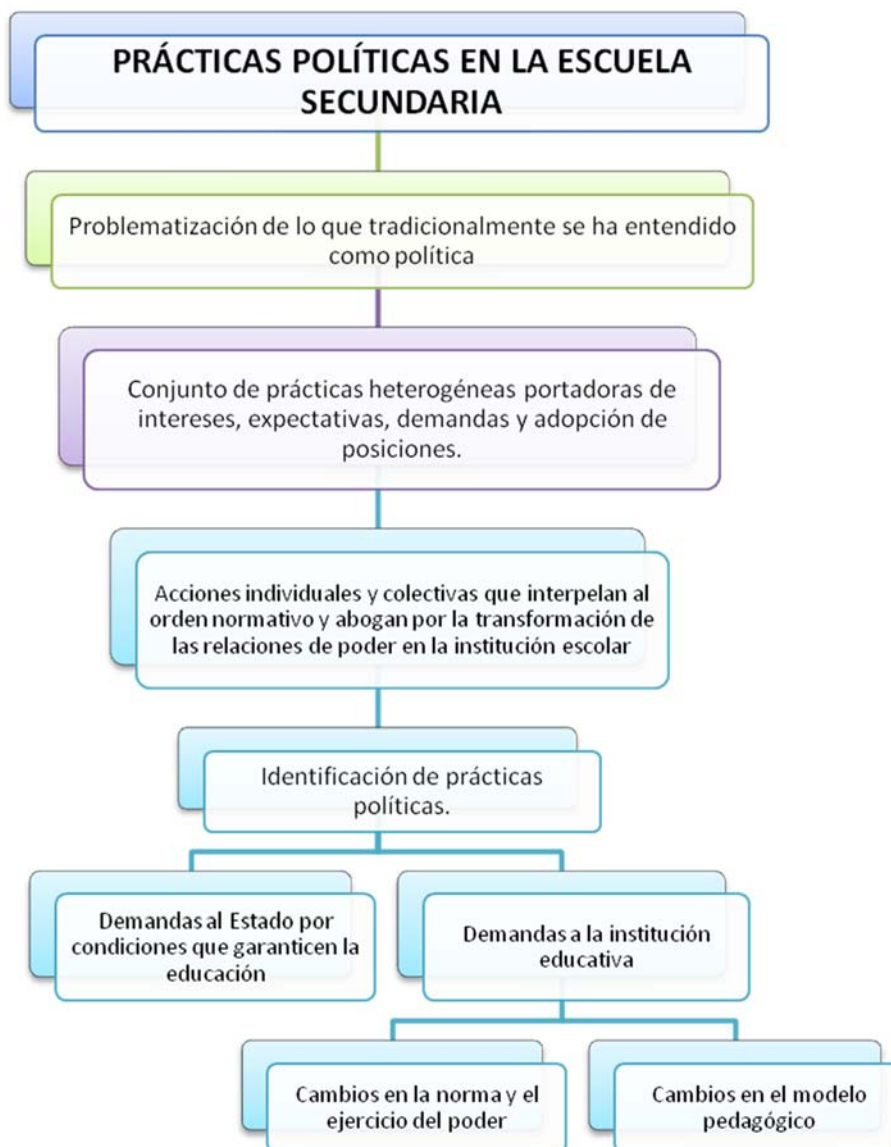 PRÁCTICAS POLÍTICAS EN LA ESCUELA
SECUNDARIA
Problematización de lo que tradicionalmente se ha entendido
como política
Conjunto de prácticas heterogéneas portadoras de
intereses, expectativas, demandas y adopción de
posiciones.
Acciones individuales y colectivas que interpelan al
orden normativo y abogan por la transformación de
las relaciones de poder en la institución escolar
Identificación de prácticas
políticas.
Demandas al Estado por
condiciones que garanticen la
educación
Demandas a la institución
educativa
Cambios en la norma y el
ejercicio del poder
Cambios en el modelo
pedagógico